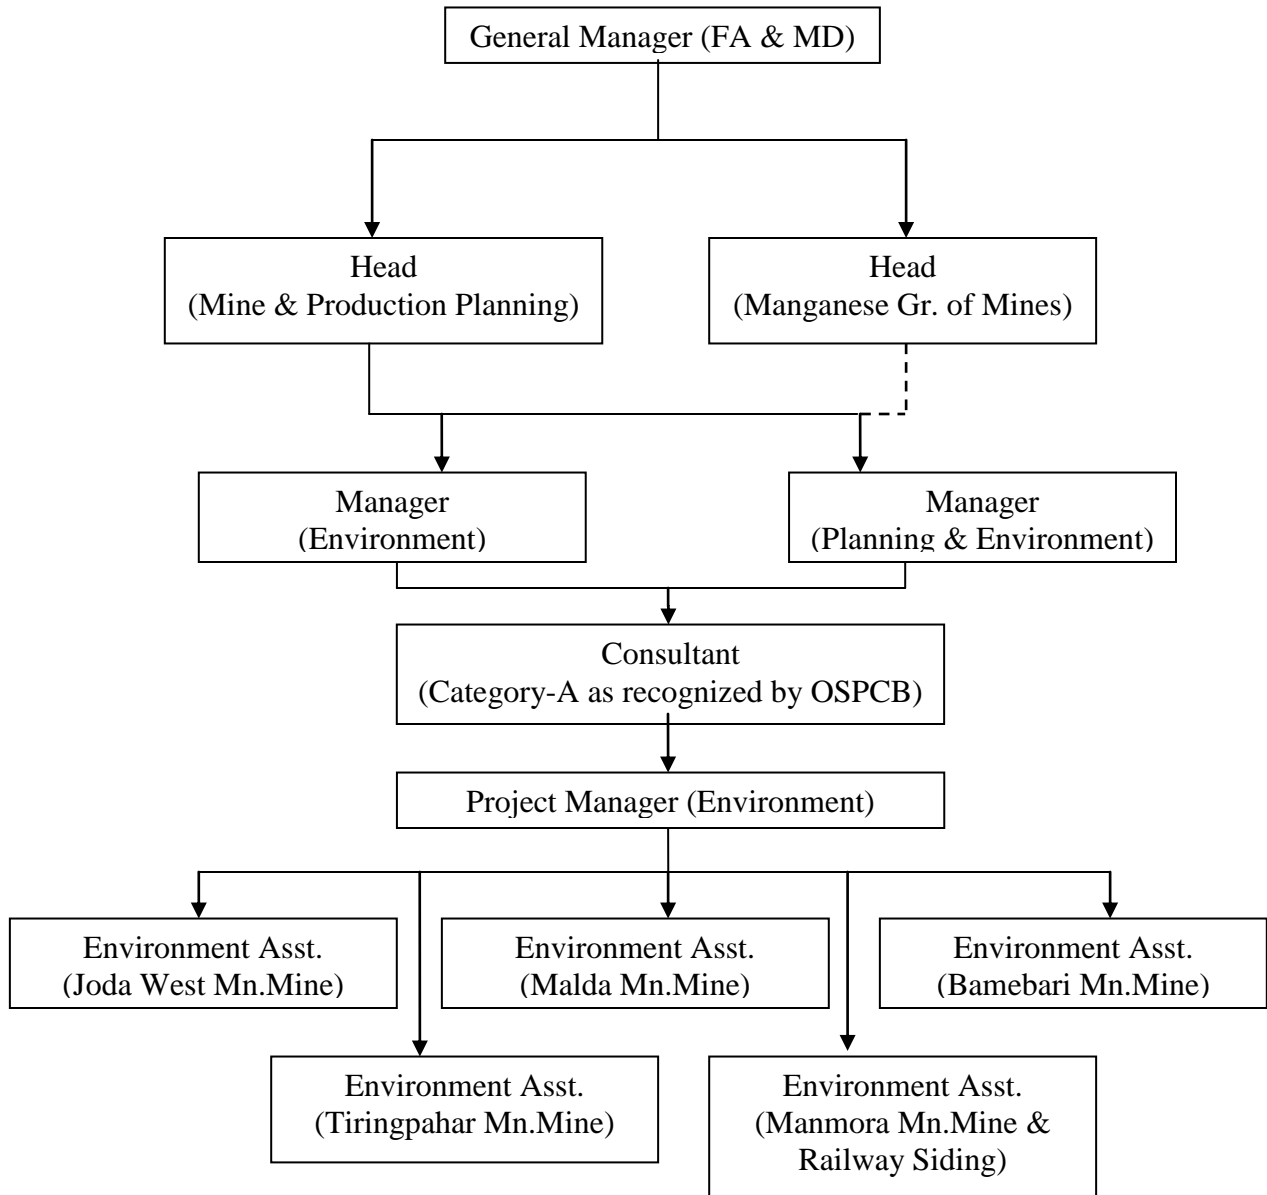 General Manager (FA & MD)
Head
(Mine & Production Planning)
Head
(Manganese Gr. of Mines)
Manager
(Environment)
Manager
(Planning & Environment)
Consultant
(Category-A as recognized by OSPCB)
Project Manager (Environment)
Environment Asst.
(Joda West Mn.Mine)
Environment Asst.
(Malda Mn.Mine)
Environment Asst.
(Bamebari Mn.Mine)
Environment Asst.
(Tiringpahar Mn.Mine)
Environment Asst.
(Manmora Mn.Mine &
Railway Siding)